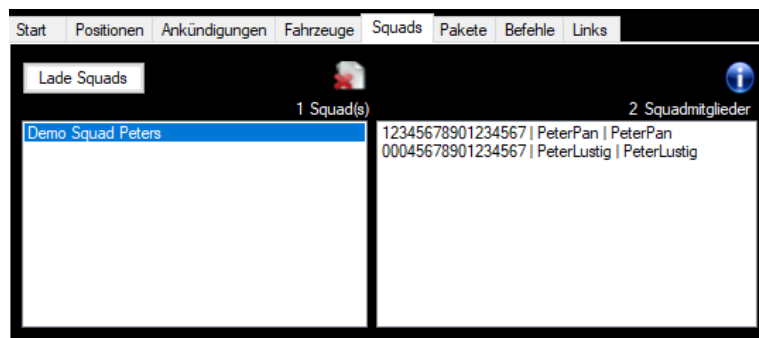 Start Positionen Ankündigungen Fahrzeuge Squads Pakete Befehle Links
Lade Squads
1 Squad(s) 2 Squadmitglieder
Demo Squad Peters
12345678901234567 | PeterPan | PeterPan
00045678901234567 | PeterLustig | PeterLustig